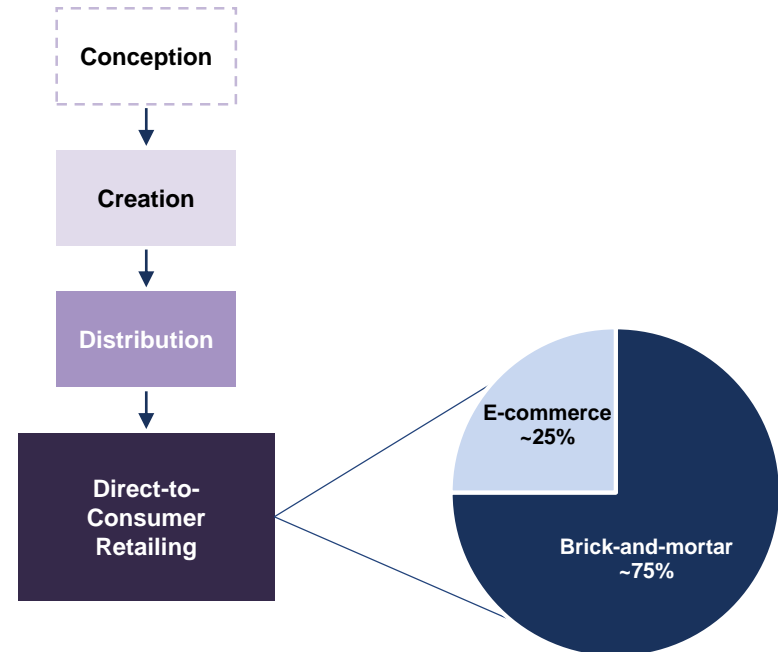 Conception
Creation
Distribution
Direct-to-
Consumer
Retailing
E-commerce
~25%
Brick-and-mortar
~75%